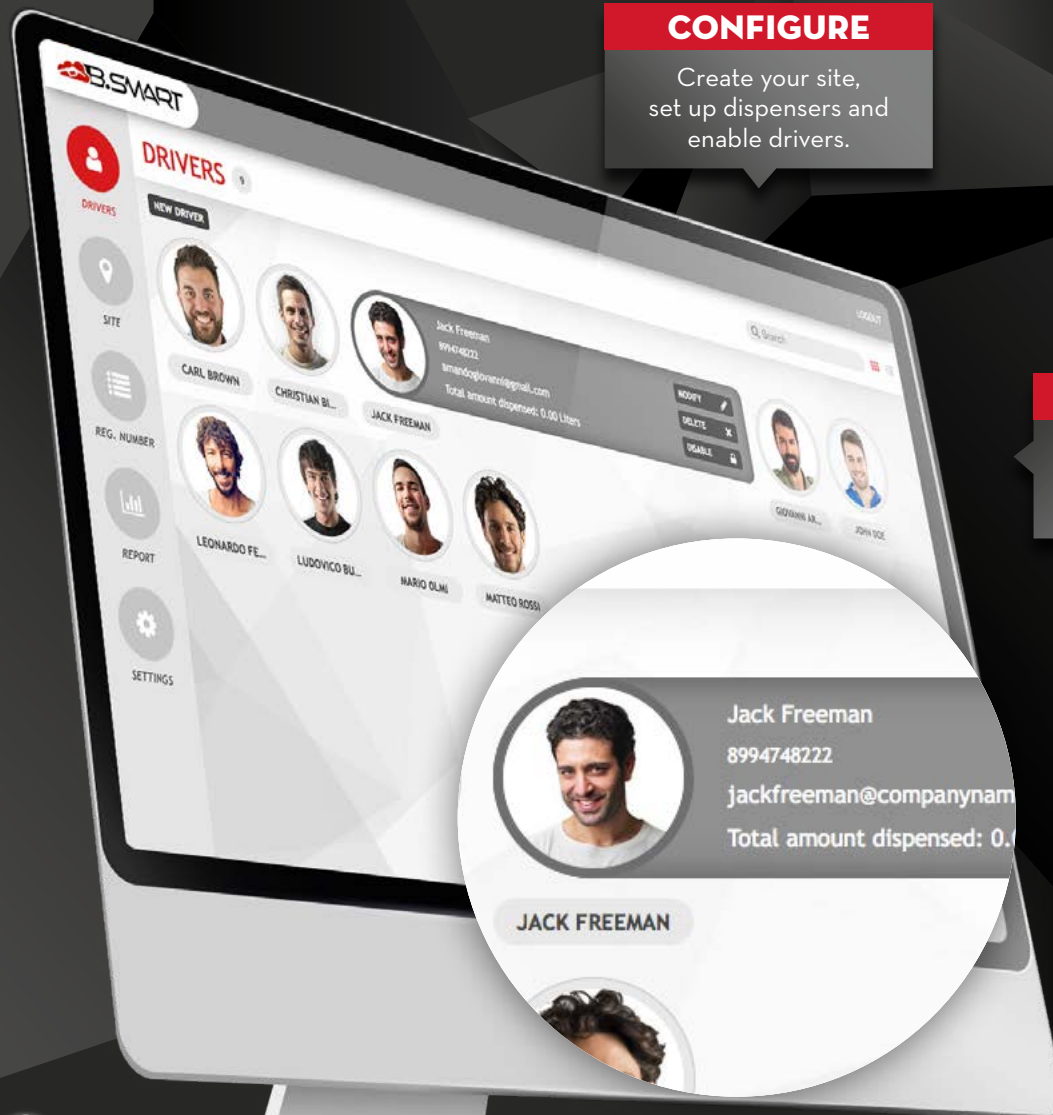 CONFIGURE
Create your site,
set up dispensers and
enable drivers.
B.SMART
DRIVERS 9
LOGOUT
Search
NEW DRIVER
DRIVERS
SITE
REG. NUMBER
REPORT
SETTINGS
CARL BROWN
CHRISTIAN BI...
JACK FREEMAN
Jack Freeman
8994748222
amandogiovanni@gmail.com
Total amount dispensed: 0.00 Liters
MODIFY
DELETE
DISABLE
GIOVANNI AR...
JOHN DOE
LEONARDO FE...
LUDOVICO BU...
MARIO OLMI
MATTEO ROSSI
Jack Freeman
8994748222
jackfreeman@companynam
Total amount dispensed: 0.
JACK FREEMAN